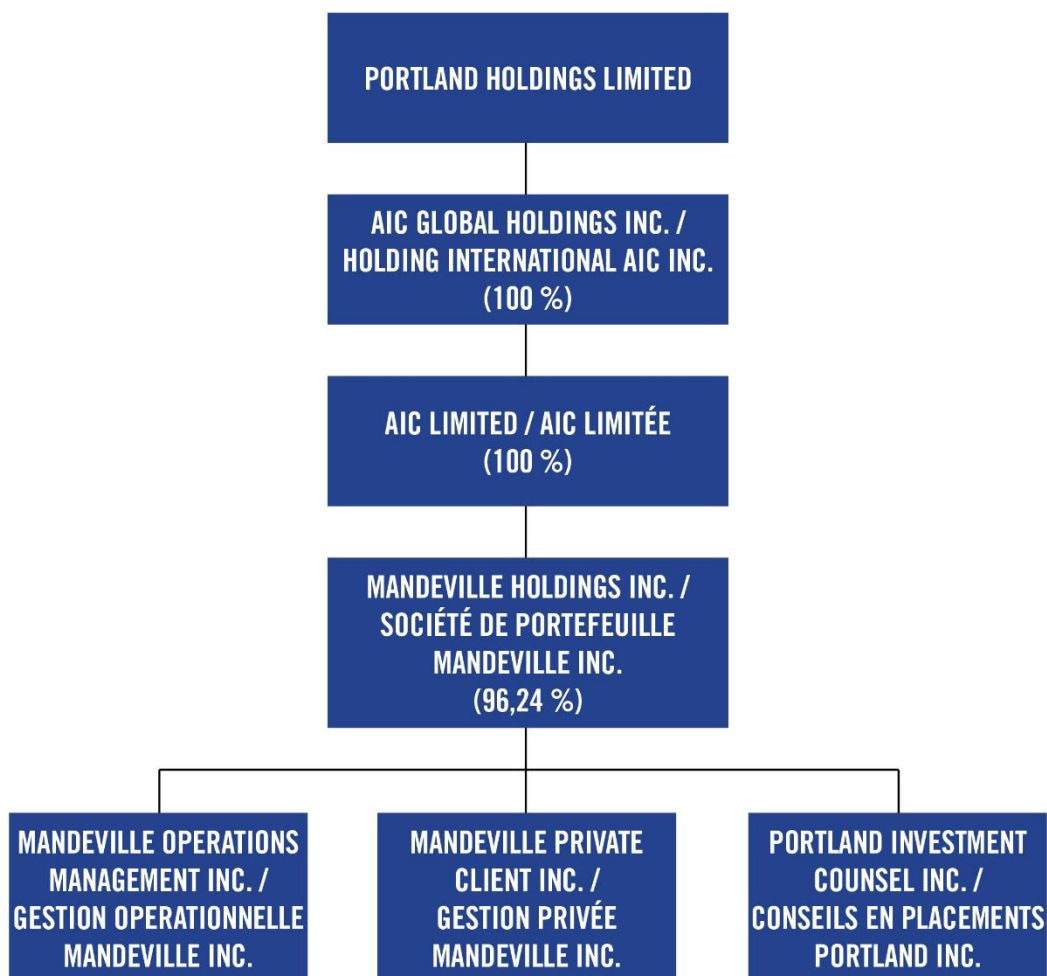 PORTLAND HOLDINGS LIMITED
AIC GLOBAL HOLDINGS INC. /
HOLDING INTERNATIONAL AIC INC.
(100 %)
AIC LIMITED / AIC LIMITÉE
(100 %)
MANDEVILLE HOLDINGS INC. /
SOCIÉTÉ DE PORTEFEUILLE
MANDEVILLE INC.
(96,24 %)
MANDEVILLE OPERATIONS
MANAGEMENT INC. /
GESTION OPERATIONNELLE
MANDEVILLE INC.
MANDEVILLE PRIVATE
CLIENT INC. /
GESTION PRIVÉE
MANDEVILLE INC.
PORTLAND INVESTMENT
COUNSEL INC. /
CONSEILS EN PLACEMENTS
PORTLAND INC.